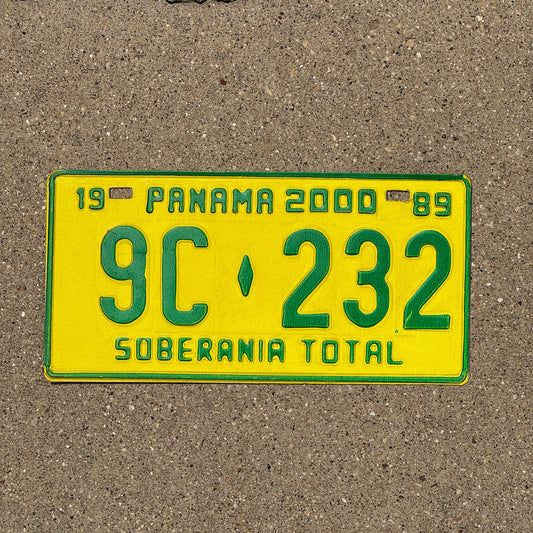 19 PANAMA 2000 89
9C 232
SOBERANIA TOTAL